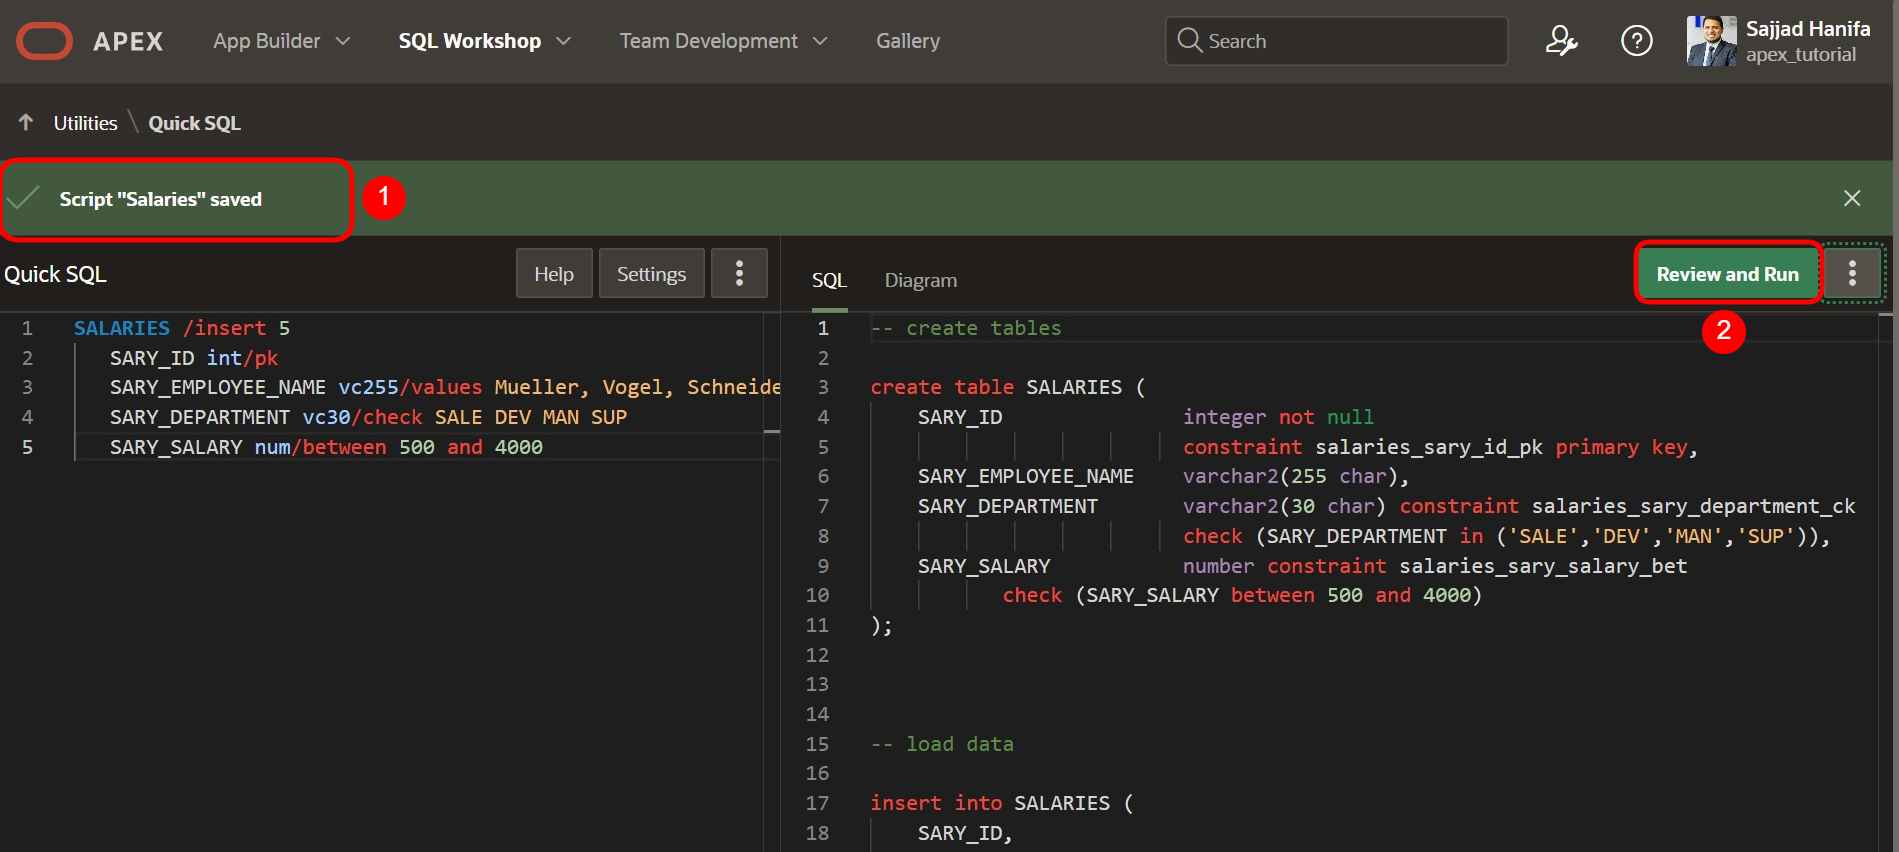 APEX App Builder SQL Workshop Team Development Gallery Search Sajjad Hanifa
apex_tutorial
Utilities \ Quick SQL
Script "Salaries" saved 1
Quick SQL Help Settings
1 SALARIES /insert 5
2 SARY_ID int/pk
3 SARY_EMPLOYEE_NAME vc255/values Mueller, Vogel, Schneide
4 SARY_DEPARTMENT vc30/check SALE DEV MAN SUP
5 SARY_SALARY num/between 500 and 4000
SQL Diagram Review and Run
2
1 -- create tables
2
3 create table SALARIES (
4 SARY_ID integer not null
5 constraint salaries_sary_id_pk primary key,
6 SARY_EMPLOYEE_NAME varchar2(255 char),
7 SARY_DEPARTMENT varchar2(30 char) constraint salaries_sary_department_ck
8 check (SARY_DEPARTMENT in ('SALE','DEV','MAN','SUP')),
9 SARY_SALARY number constraint salaries_sary_salary_bet
10 check (SARY_SALARY between 500 and 4000)
11 );
12
13
14
15 -- load data
16
17 insert into SALARIES (
18 SARY_ID,